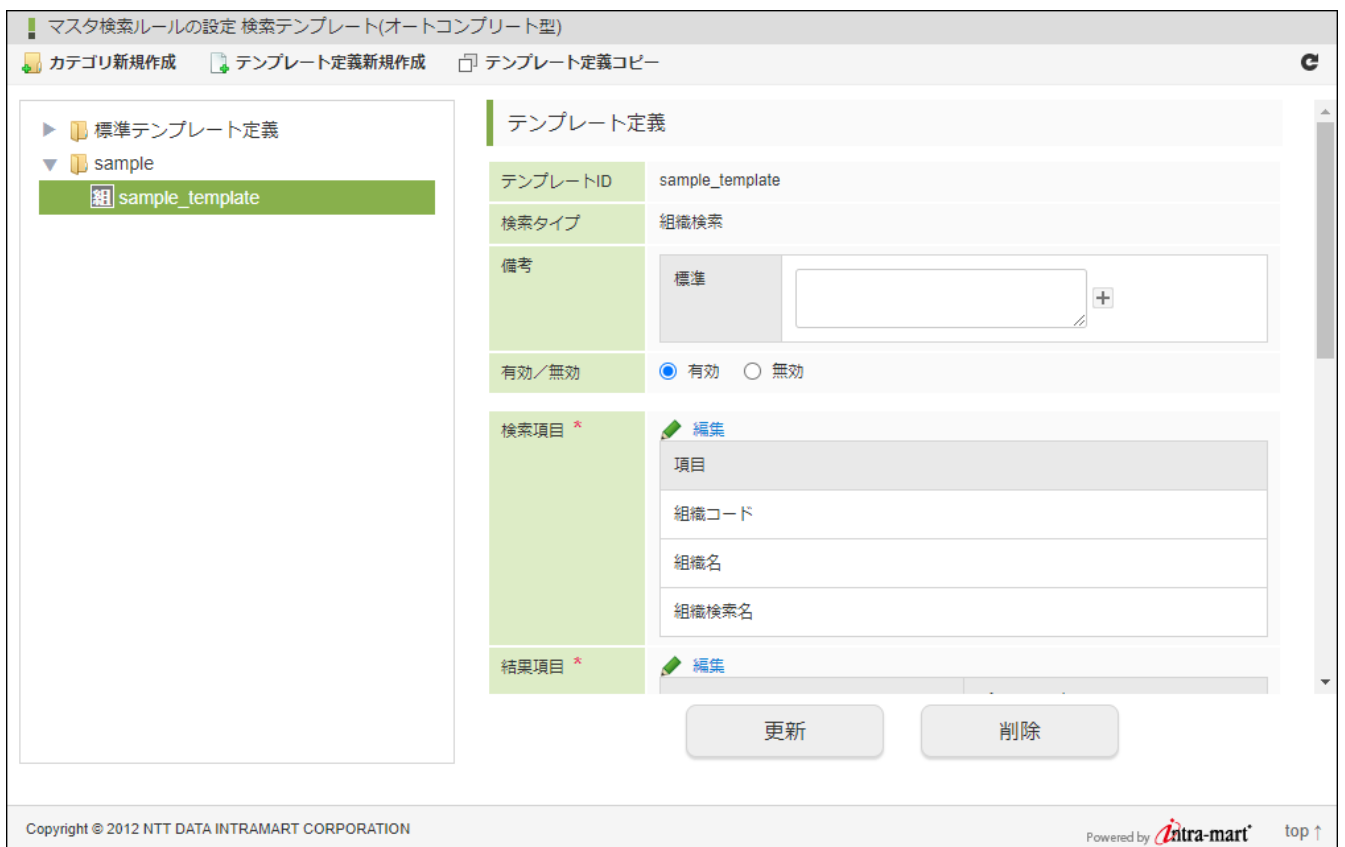 マスタ検索ルールの設定 検索テンプレート(オートコンプリート型)
カテゴリ新規作成 テンプレート定義新規作成 テンプレート定義コピー
標準テンプレート定義
sample
組 sample_template
テンプレート定義
テンプレートID sample_template
検索タイプ 組織検索
備考 標準
有効／無効 有効 無効
検索項目 * 編集
項目
組織コード
組織名
組織検索名
結果項目 * 編集
更新 削除
Copyright © 2012 NTT DATA INTRAMART CORPORATION
Powered by intra-mart top ↑